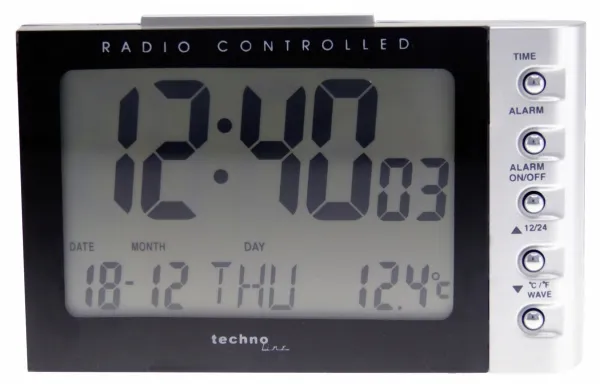 RADIO CONTROLLED
12:40 03
DATE MONTH DAY
18-12 THU 12.4°c
techno line
TIME
ALARM
ALARM
ON/OFF
▲ 12/24
▼ °C/°F
WAVE